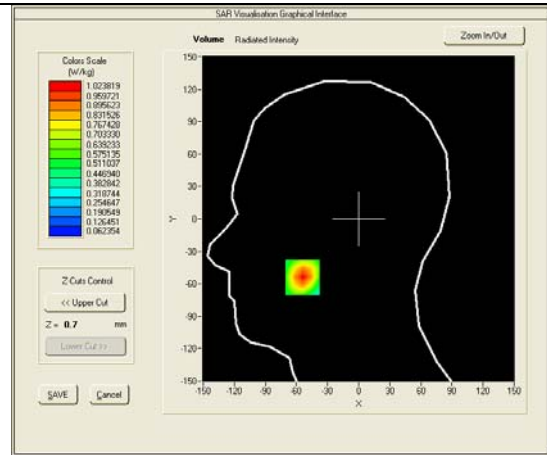 SAR Visualisation Graphical Interface
Volume Radiated Intensity
Zoom In/Out
Colors Scale
(W/kg)
1.023819
0.959721
0.895623
0.831526
0.767428
0.703330
0.639233
0.575135
0.511037
0.446940
0.382842
0.318744
0.254647
0.190549
0.126451
0.062354
Z Cuts Control
<< Upper Cut
Z = 0.7 mm
Lower Cut >>
SAVE Cancel
150
120
90
60
30
0
-30
-60
-90
-120
-150
Y
-150 -120 -90 -60 -30 0 30 60 90 120 150
X